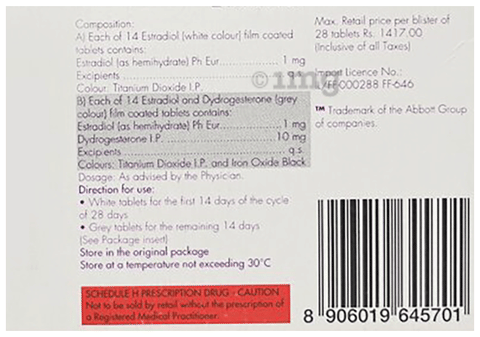 Composition:
A) Each of 14 Estradiol (white colour) film coated
tablets contains:
Estradiol (as hemihydrate) Ph Eur.................... 1 mg
Excipients
Colour: Titanium Dioxide I.P.
B) Each of 14 Estradiol and Dydrogesterone (grey
colour) film coated tablets contains:
Estradiol (as hemihydrate) Ph Eur.................... 1 mg
Dydrogesterone I.P. .................... 10 mg
Excipients.................... q.s.
Colours: Titanium Dioxide I.P. and Iron Oxide Black
Dosage: As advised by the Physician.
Direction for use:
• White tablets for the first 14 days of the cycle
of 28 days
• Grey tablets for the remaining 14 days
(See Package insert)
Store in the original package
Store at a temperature not exceeding 30°C
SCHEDULE H PRESCRIPTION DRUG - CAUTION
Not to be sold by retail without the prescription of
a Registered Medical Practitioner.
Max. Retail price per blister of
28 tablets Rs. 1417.00
(Inclusive of all Taxes)
Licence No.:
000288 FF-646
™ Trademark of the Abbott Group
of companies.
1mg
8 906019 645701